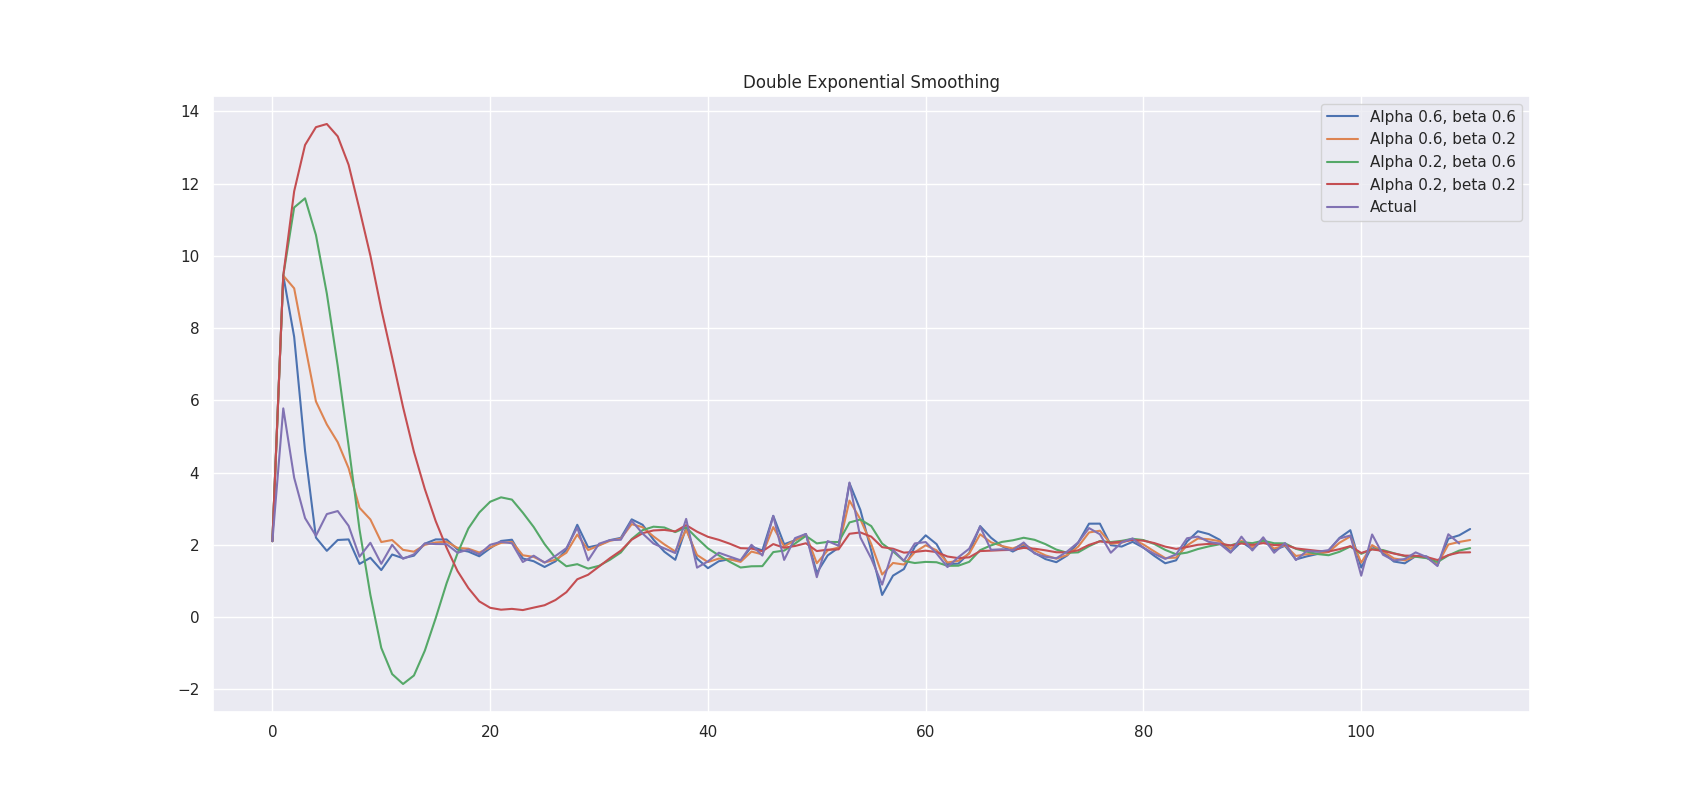 Double Exponential Smoothing
14
12
10
8
6
4
2
0
−2
0 20 40 60 80 100
Alpha 0.6, beta 0.6
Alpha 0.6, beta 0.2
Alpha 0.2, beta 0.6
Alpha 0.2, beta 0.2
Actual